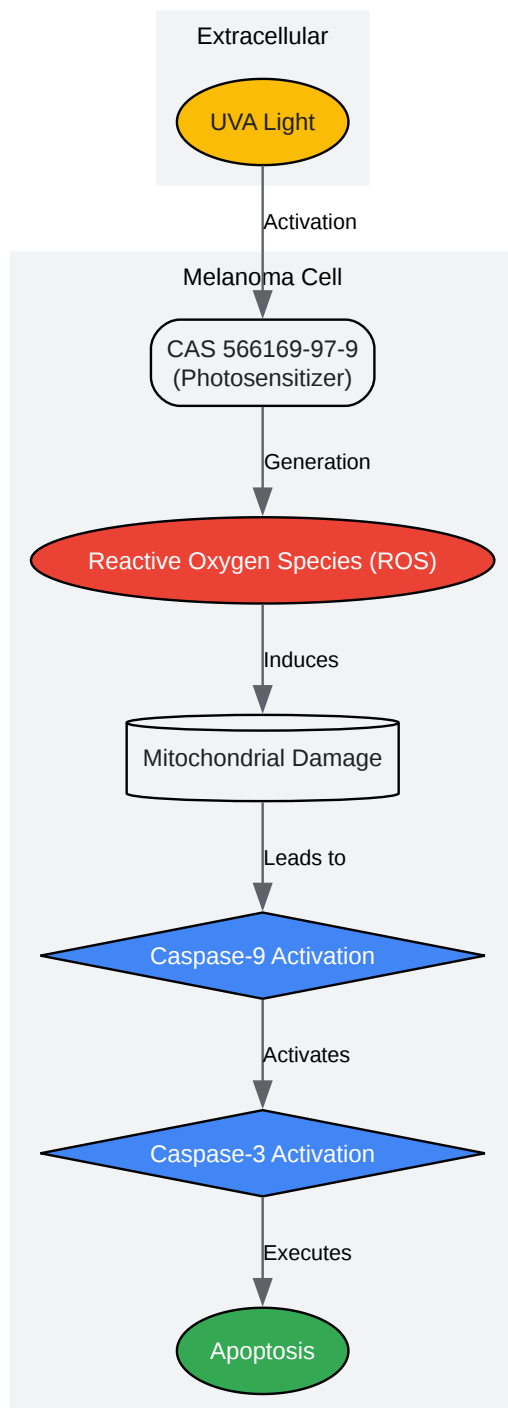 Extracellular
UVA Light
Activation
Melanoma Cell
CAS 566169-97-9
(Photosensitizer)
Generation
Reactive Oxygen Species (ROS)
Induces
Mitochondrial Damage
Leads to
Caspase-9 Activation
Activates
Caspase-3 Activation
Executes
Apoptosis